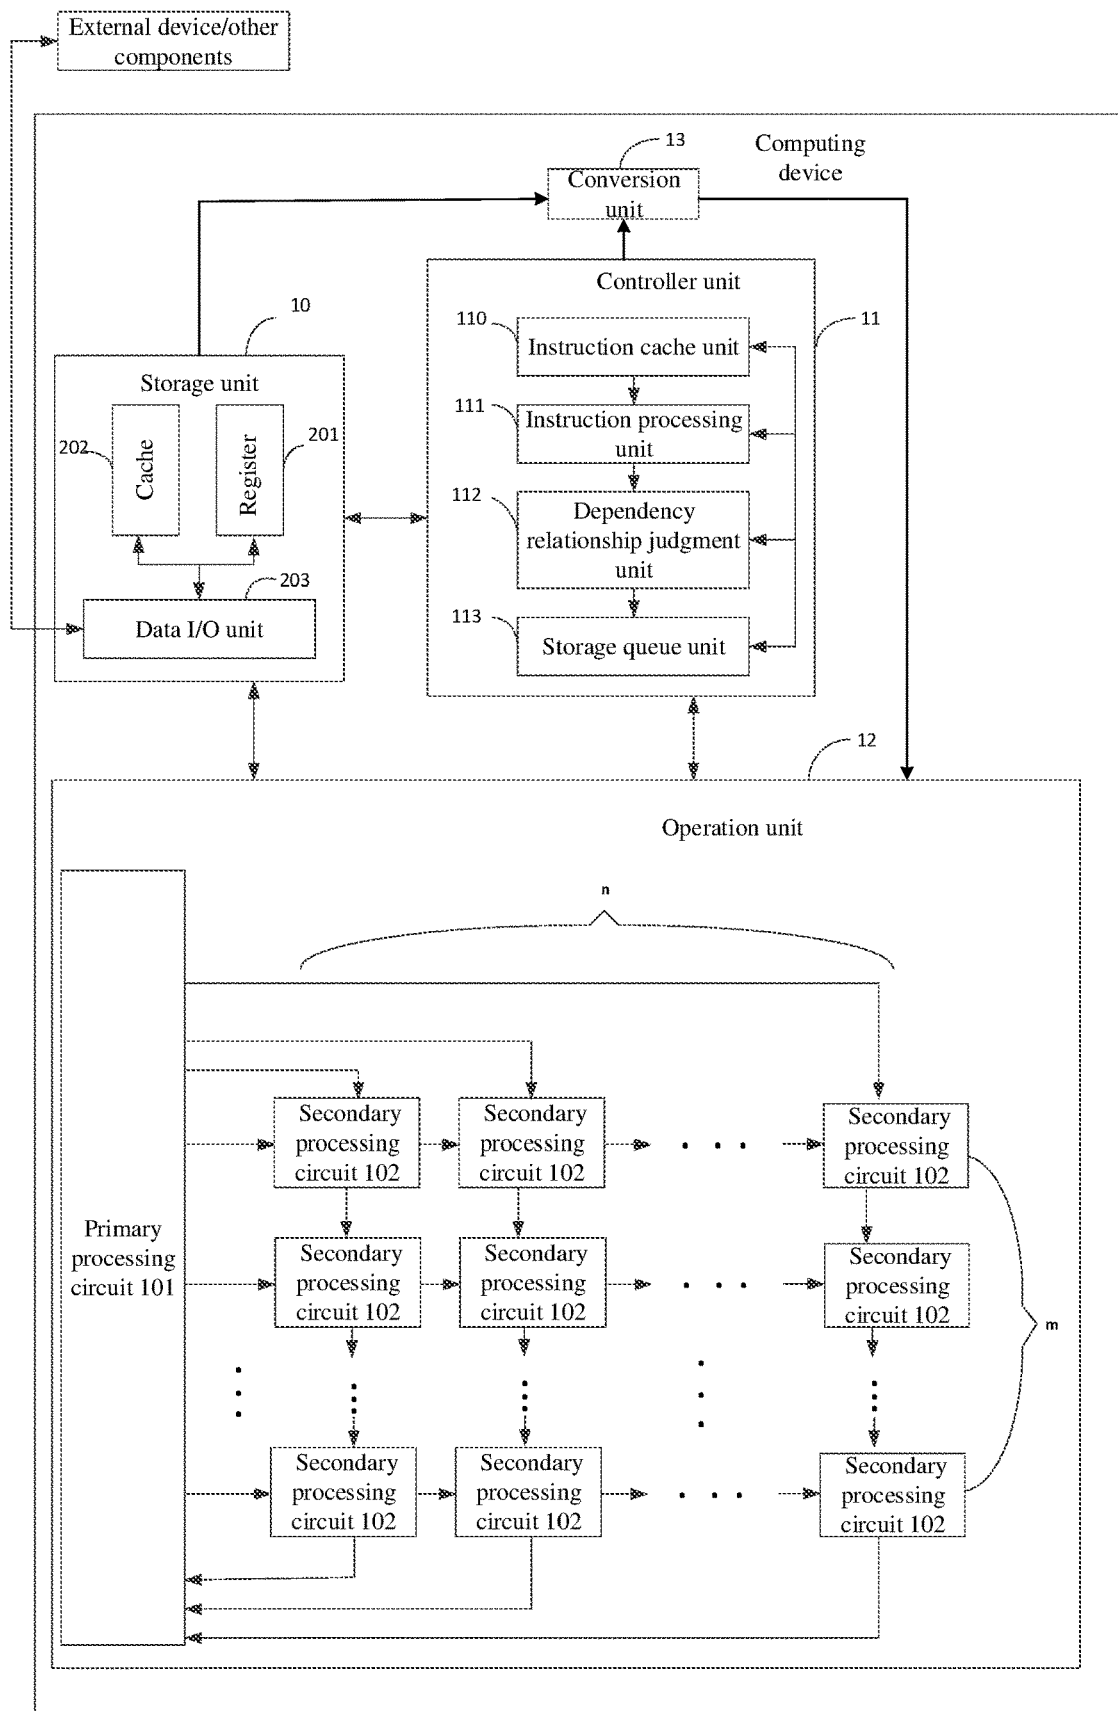 External device/other
components
13
Computing
device
Conversion
unit
Controller unit
10
110
11
Instruction cache unit
Storage unit
111
Instruction processing
unit
202
201
Cache
Register
112
Dependency
relationship judgment
unit
203
Data I/O unit
113
Storage queue unit
12
Operation unit
n
Secondary
processing
circuit 102
Secondary
processing
circuit 102
. . .
Secondary
processing
circuit 102
Primary
processing
circuit 101
Secondary
processing
circuit 102
Secondary
processing
circuit 102
. . .
Secondary
processing
circuit 102
m
Secondary
processing
circuit 102
Secondary
processing
circuit 102
. . .
Secondary
processing
circuit 102